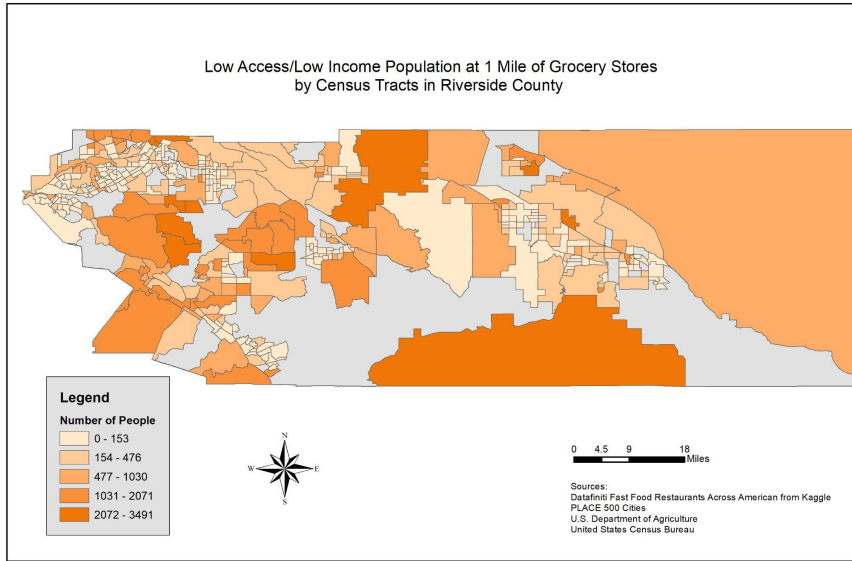 Low Access/Low Income Population at 1 Mile of Grocery Stores
by Census Tracts in Riverside County
Legend
Number of People
0 - 153
154 - 476
477 - 1030
1031 - 2071
2072 - 3491
N
W E
S
0 4.5 9 18
Miles
Sources:
Datafiniti Fast Food Restaurants Across American from Kaggle
PLACE 500 Cities
U.S. Department of Agriculture
United States Census Bureau